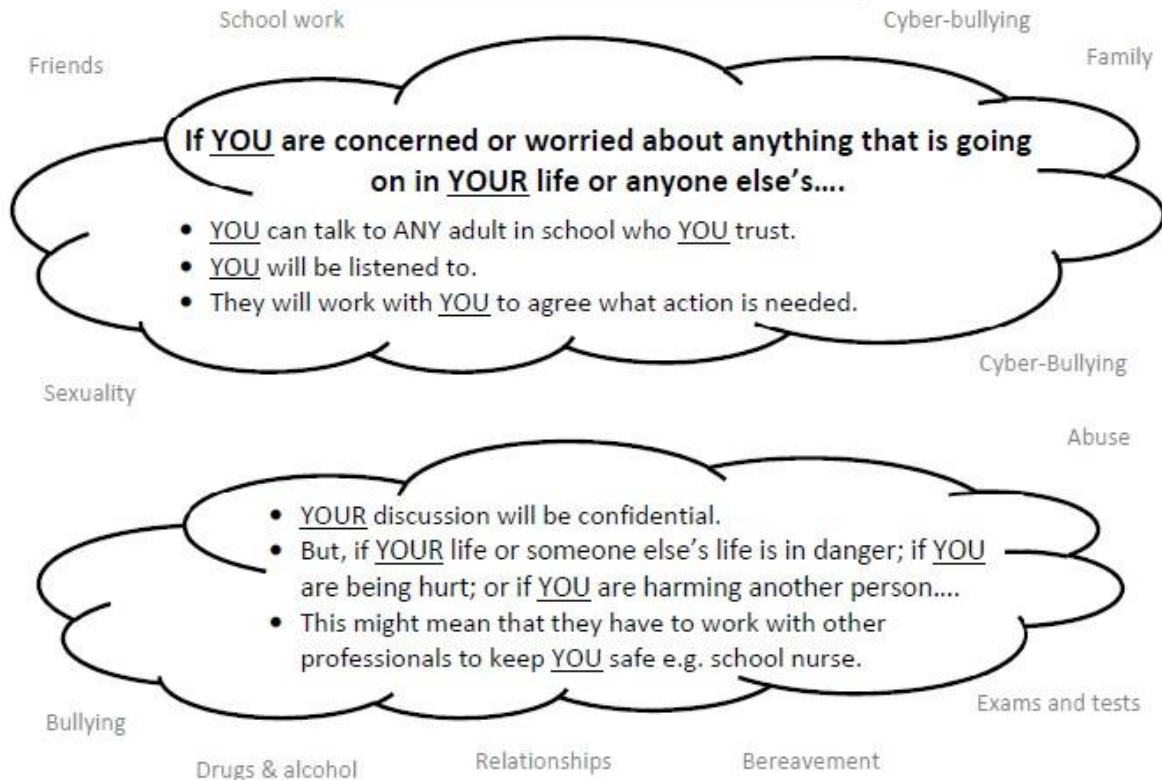 School work
Cyber-bullying
Friends
Family
If YOU are concerned or worried about anything that is going
on in YOUR life or anyone else's....
• YOU can talk to ANY adult in school who YOU trust.
• YOU will be listened to.
• They will work with YOU to agree what action is needed.
Cyber-Bullying
Sexuality
Abuse
• YOUR discussion will be confidential.
• But, if YOUR life or someone else's life is in danger; if YOU
are being hurt; or if YOU are harming another person....
• This might mean that they have to work with other
professionals to keep YOU safe e.g. school nurse.
Exams and tests
Bullying
Drugs & alcohol
Relationships
Bereavement